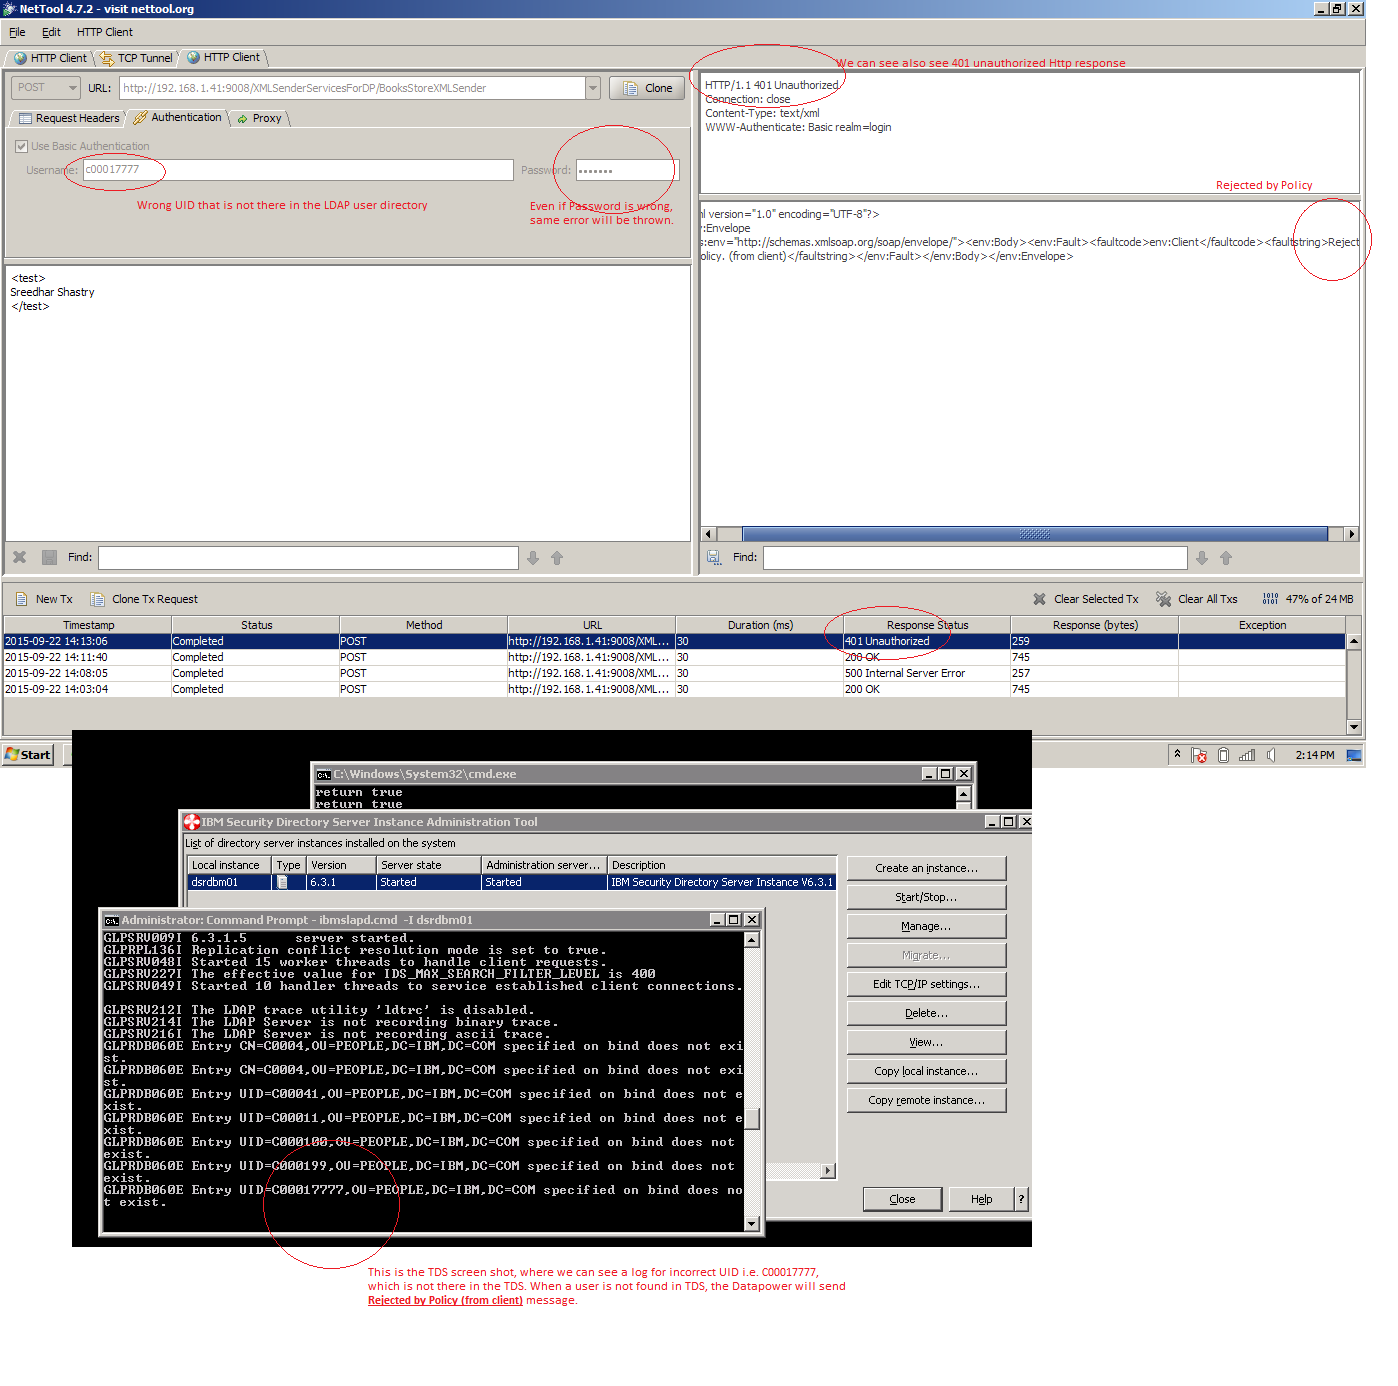 NetTool 4.7.2 - visit nettool.org
File Edit HTTP Client
HTTP Client TCP Tunnel HTTP Client
POST URL: http://192.168.1.41:9008/XMLSenderServicesForDP/BooksStoreXMLSender Clone
Request Headers Authentication Proxy
Use Basic Authentication
Username: c00017777 Password: •••••••
Wrong UID that is not there in the LDAP user directory
Even if Password is wrong,
same error will be thrown.
<test>
Sreedhar Shastry
</test>
Find:
We can see also see 401 unauthorized Http response
HTTP/1.1 401 Unauthorized
Connection: close
Content-Type: text/xml
WWW-Authenticate: Basic realm=login
Rejected by Policy
nl version="1.0" encoding="UTF-8"?>
v:Envelope
s:env="http://schemas.xmlsoap.org/soap/envelope/"><env:Body><env:Fault><faultcode>env:Client</faultcode><faultstring>Reject
olicy. (from client)</faultstring></env:Fault></env:Body></env:Envelope>
Find:
New Tx Clone Tx Request Clear Selected Tx Clear All Txs 47% of 24 MB
Timestamp Status Method URL Duration (ms) Response Status Response (bytes) Exception
2015-09-22 14:13:06 Completed POST http://192.168.1.41:9008/XML... 30 401 Unauthorized 259
2015-09-22 14:11:40 Completed POST http://192.168.1.41:9008/XML... 30 200 OK 745
2015-09-22 14:08:05 Completed POST http://192.168.1.41:9008/XML... 30 500 Internal Server Error 257
2015-09-22 14:03:04 Completed POST http://192.168.1.41:9008/XML... 30 200 OK 745
Start 2:14 PM
C:\Windows\System32\cmd.exe
return true
return true
IBM Security Directory Server Instance Administration Tool
List of directory server instances installed on the system
Local instance Type Version Server state Administration server... Description
dsrdbm01 6.3.1 Started Started IBM Security Directory Server Instance V6.3.1
Create an instance...
Start/Stop...
Manage...
Migrate...
Edit TCP/IP settings...
Delete...
View...
Copy local instance...
Copy remote instance...
Close Help ?
Administrator: Command Prompt - ibmslapd.cmd -I dsrdbm01
GLPSRV009I 6.3.1.5 server started.
GLPRPL136I Replication conflict resolution mode is set to true.
GLPSRV048I Started 15 worker threads to handle client requests.
GLPSRV227I The effective value for IDS_MAX_SEARCH_FILTER_LEVEL is 400
GLPSRV049I Started 10 handler threads to service established client connections.
GLPSRV212I The LDAP trace utility 'ldtrc' is disabled.
GLPSRV214I The LDAP Server is not recording binary trace.
GLPSRV216I The LDAP Server is not recording ascii trace.
GLPRDB060E Entry CN=C0004,OU=PEOPLE,DC=IBM,DC=COM specified on bind does not exi
st.
GLPRDB060E Entry CN=C0004,OU=PEOPLE,DC=IBM,DC=COM specified on bind does not exi
st.
GLPRDB060E Entry UID=C00041,OU=PEOPLE,DC=IBM,DC=COM specified on bind does not e
xist.
GLPRDB060E Entry UID=C00011,OU=PEOPLE,DC=IBM,DC=COM specified on bind does not e
xist.
GLPRDB060E Entry UID=C000100,OU=PEOPLE,DC=IBM,DC=COM specified on bind does not
exist.
GLPRDB060E Entry UID=C000199,OU=PEOPLE,DC=IBM,DC=COM specified on bind does not
exist.
GLPRDB060E Entry UID=C00017777,OU=PEOPLE,DC=IBM,DC=COM specified on bind does no
t exist.
This is the TDS screen shot, where we can see a log for incorrect UID i.e. C00017777,
which is not there in the TDS. When a user is not found in TDS, the Datapower will send
Rejected by Policy (from client) message.